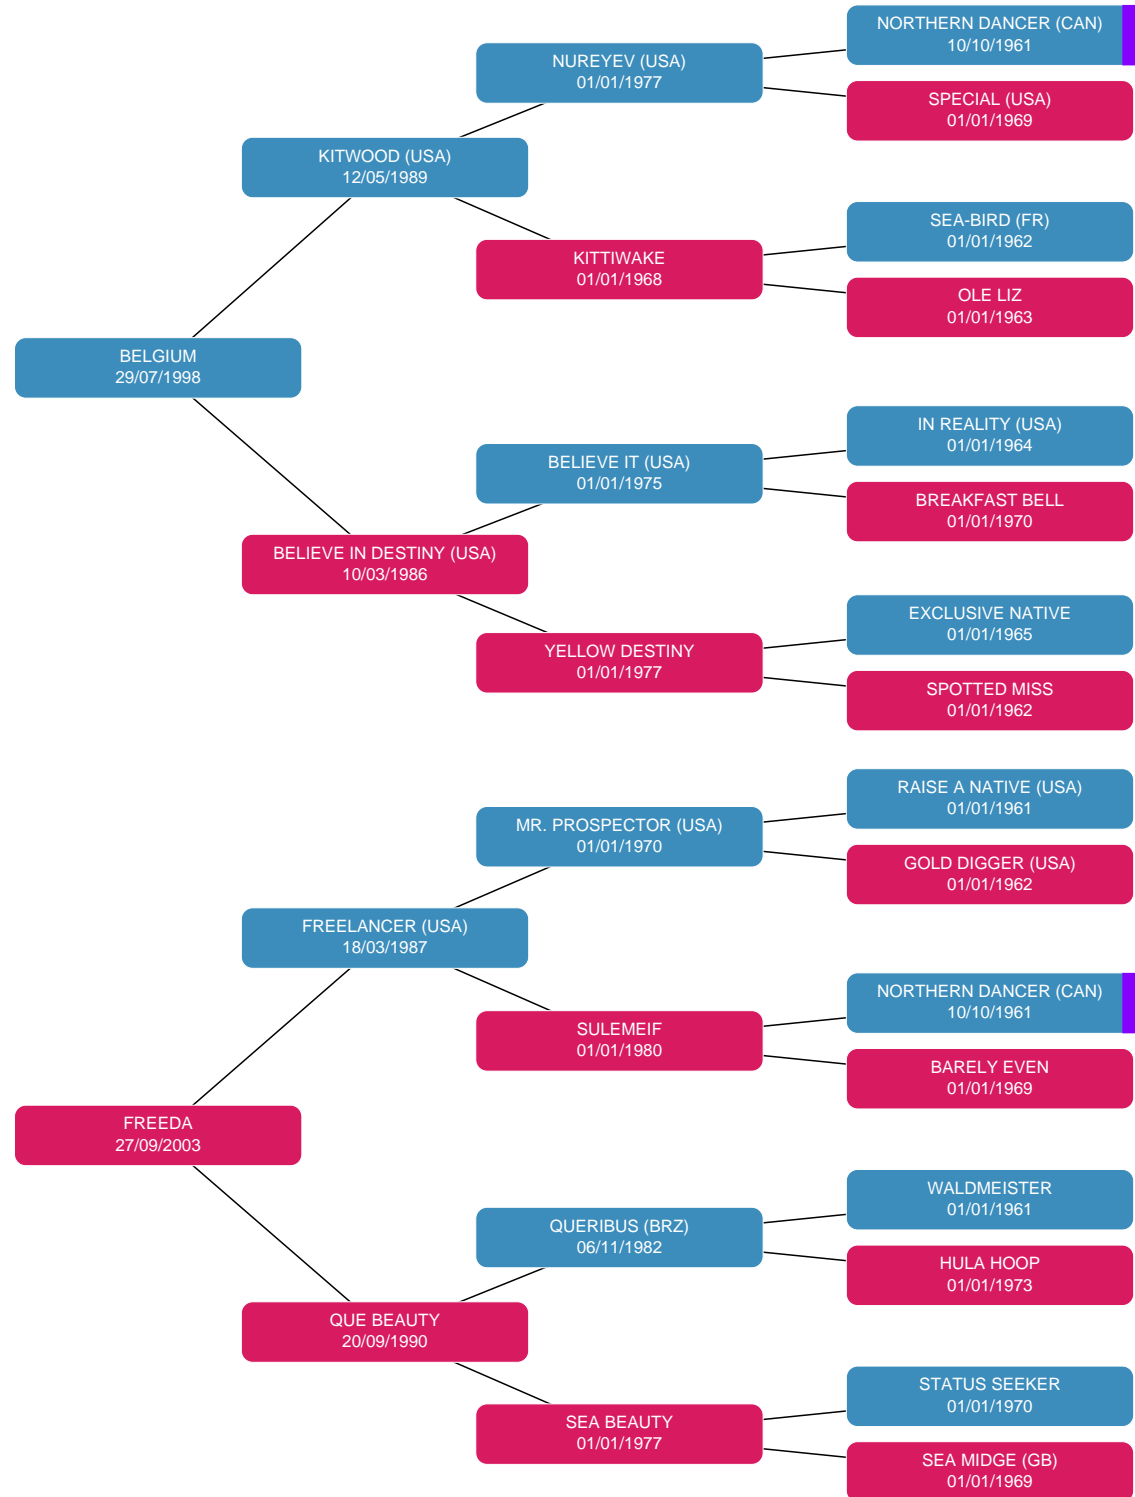 NORTHERN DANCER (CAN)
10/10/1961
NUREYEV (USA)
01/01/1977
SPECIAL (USA)
01/01/1969
KITWOOD (USA)
12/05/1989
SEA-BIRD (FR)
01/01/1962
KITTIWAKE
01/01/1968
OLE LIZ
01/01/1963
BELGIUM
29/07/1998
IN REALITY (USA)
01/01/1964
BELIEVE IT (USA)
01/01/1975
BREAKFAST BELL
01/01/1970
BELIEVE IN DESTINY (USA)
10/03/1986
EXCLUSIVE NATIVE
01/01/1965
YELLOW DESTINY
01/01/1977
SPOTTED MISS
01/01/1962
RAISE A NATIVE (USA)
01/01/1961
MR. PROSPECTOR (USA)
01/01/1970
GOLD DIGGER (USA)
01/01/1962
FREELANCER (USA)
18/03/1987
NORTHERN DANCER (CAN)
10/10/1961
SULEMEIF
01/01/1980
BARELY EVEN
01/01/1969
FREEDA
27/09/2003
WALDMEISTER
01/01/1961
QUERIBUS (BRZ)
06/11/1982
HULA HOOP
01/01/1973
QUE BEAUTY
20/09/1990
STATUS SEEKER
01/01/1970
SEA BEAUTY
01/01/1977
SEA MIDGE (GB)
01/01/1969